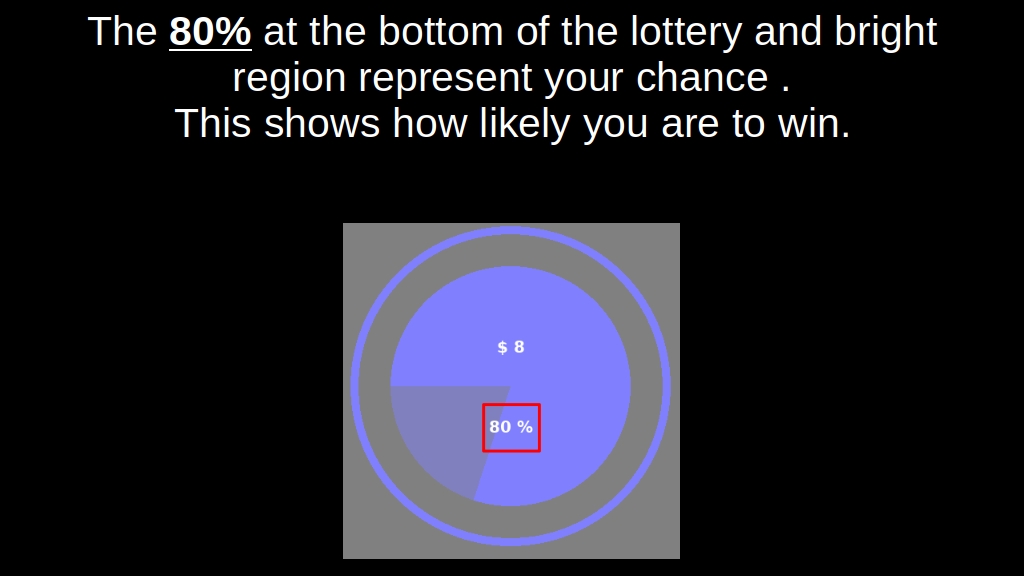 The 80% at the bottom of the lottery and bright
region represent your chance .
This shows how likely you are to win.
$ 8
80 %